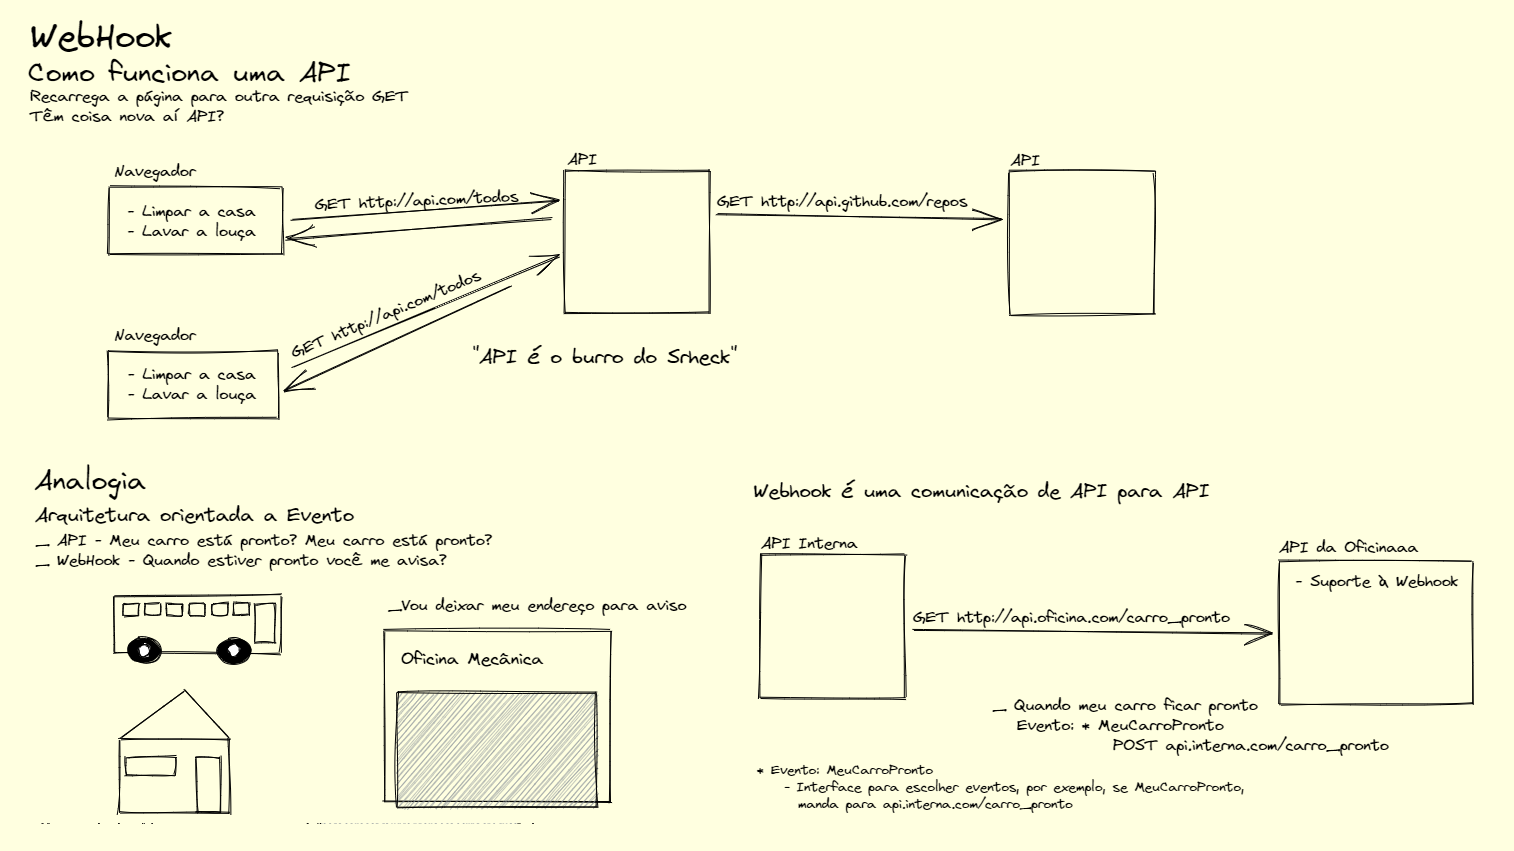 WebHook
Como funciona uma API
Recarrega a página para outra requisição GET
Têm coisa nova aí API?
Navegador
- Limpar a casa
- Lavar a louça
GET http://api.com/todos
API
GET http://api.github.com/repos
API
Navegador
- Limpar a casa
- Lavar a louça
GET http://api.com/todos
"API é o burro do Srheck"
Analogia
Arquitetura orientada a Evento
_ API - Meu carro está pronto? Meu carro está pronto?
_ WebHook - Quando estiver pronto você me avisa?
_Vou deixar meu endereço para aviso
Oficina Mecânica
Webhook é uma comunicação de API para API
API Interna
GET http://api.oficina.com/carro_pronto
API da Oficinaaa
- Suporte à Webhook
_ Quando meu carro ficar pronto
Evento: * MeuCarroPronto
POST api.interna.com/carro_pronto
* Evento: MeuCarroPronto
- Interface para escolher eventos, por exemplo, se MeuCarroPronto,
manda para api.interna.com/carro_pronto